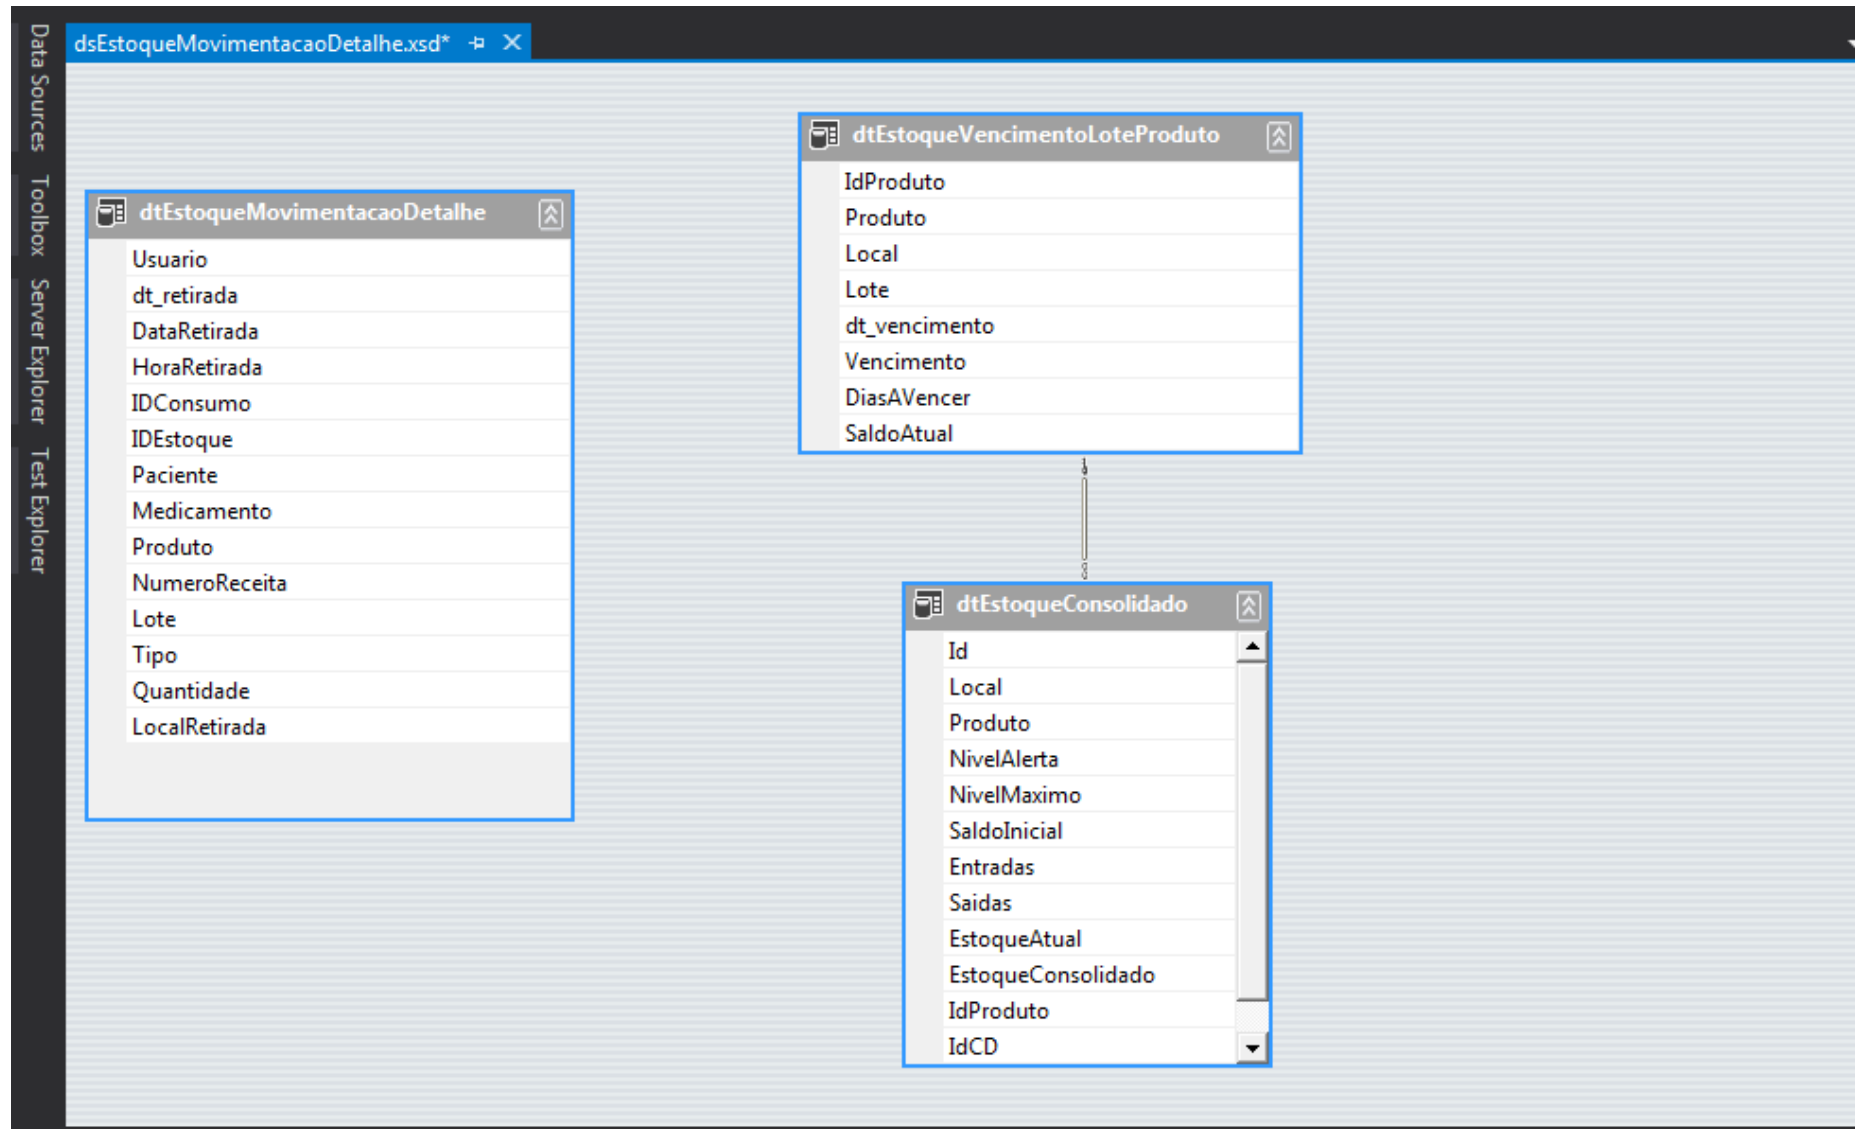 dsEstoqueMovimentacaoDetalhe.xsd*
Data Sources
Toolbox
Server Explorer
Test Explorer
dtEstoqueMovimentacaoDetalhe
Usuario
dt_retirada
DataRetirada
HoraRetirada
IDConsumo
IDEstoque
Paciente
Medicamento
Produto
NumeroReceita
Lote
Tipo
Quantidade
LocalRetirada
dtEstoqueVencimentoLoteProduto
IdProduto
Produto
Local
Lote
dt_vencimento
Vencimento
DiasAVencer
SaldoAtual
dtEstoqueConsolidado
Id
Local
Produto
NivelAlerta
NivelMaximo
SaldoInicial
Entradas
Saidas
EstoqueAtual
EstoqueConsolidado
IdProduto
IdCD